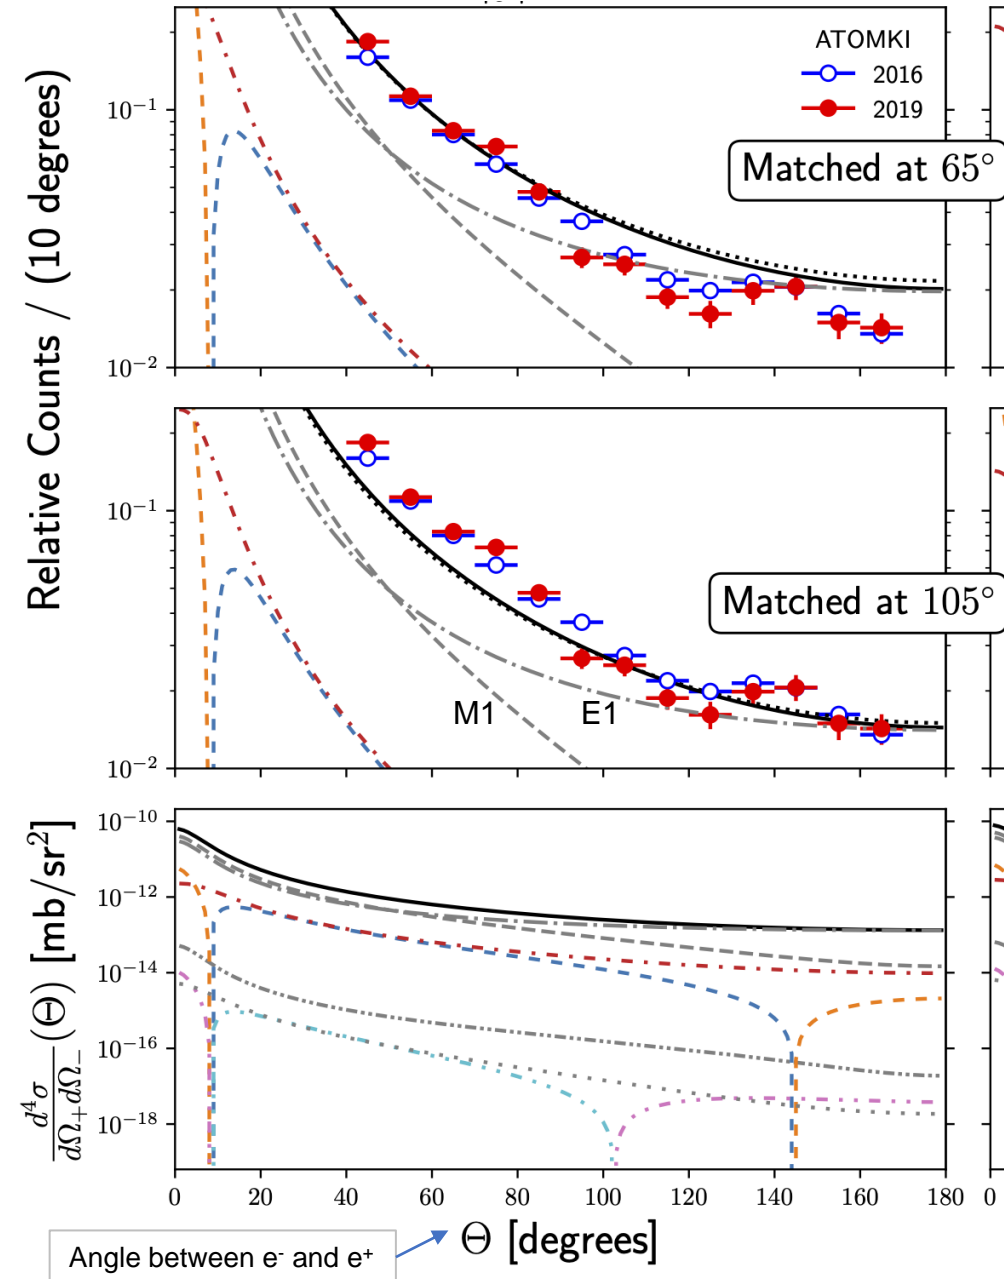 ATOMKI
2016
2019
Matched at 65°
10⁻¹
10⁻²
Relative Counts / (10 degrees)
Matched at 105°
10⁻¹
M1
E1
10⁻²
10⁻¹⁰
10⁻¹²
10⁻¹⁴
10⁻¹⁶
10⁻¹⁸
d⁴σ/dΩ₊dΩ₋(Θ) [mb/sr²]
0 20 40 60 80 100 120 140 160 180 0
Θ [degrees]
Angle between e⁻ and e⁺